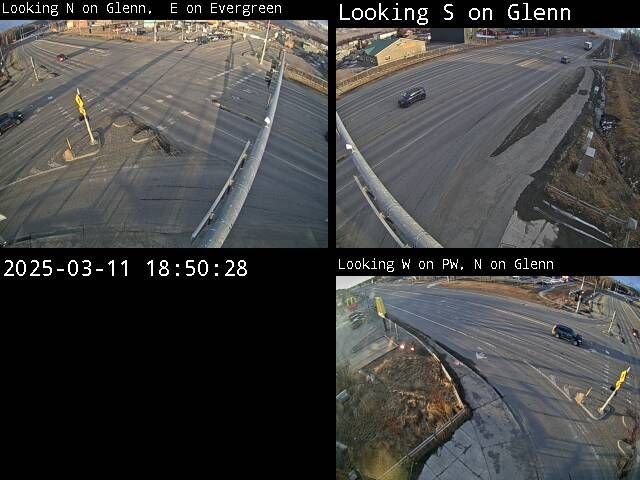 Looking N on Glenn,  E on Evergreen
Looking S on Glenn
2025-03-11 18:50:28
Looking W on PW, N on Glenn